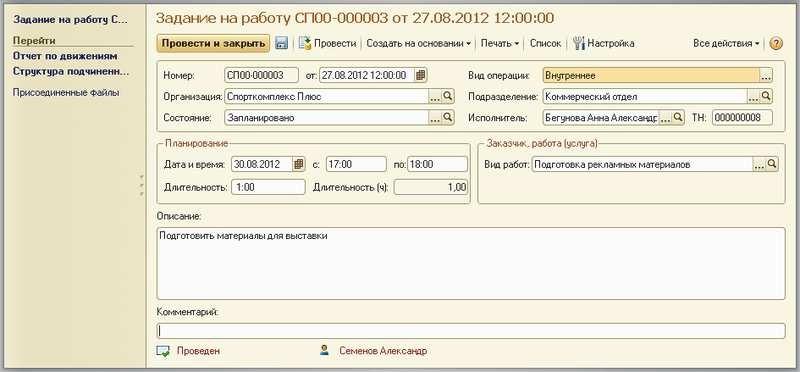 Задание на работу С...
Перейти
Отчет по движениям
Структура подчиненн...
Присоединенные файлы
Задание на работу СП00-000003 от 27.08.2012 12:00:00
Провести и закрыть Провести Создать на основании Печать Список Настройка Все действия
Номер: СП00-000003 от: 27.08.2012 12:00:00 Вид операции: Внутреннее ...
Организация: Спорткомплекс Плюс ... Подразделение: Коммерческий отдел ...
Состояние: Запланировано ... Исполнитель: Бегунова Анна Александр ... ТН: 000000008
Планирование Заказчик, работа (услуга)
Дата и время: 30.08.2012 с: 17:00 по: 18:00 Вид работ: Подготовка рекламных материалов ...
Длительность: 1:00 Длительность (ч): 1,00
Описание:
Подготовить материалы для выставки
Комментарий:
Проведен Семенов Александр